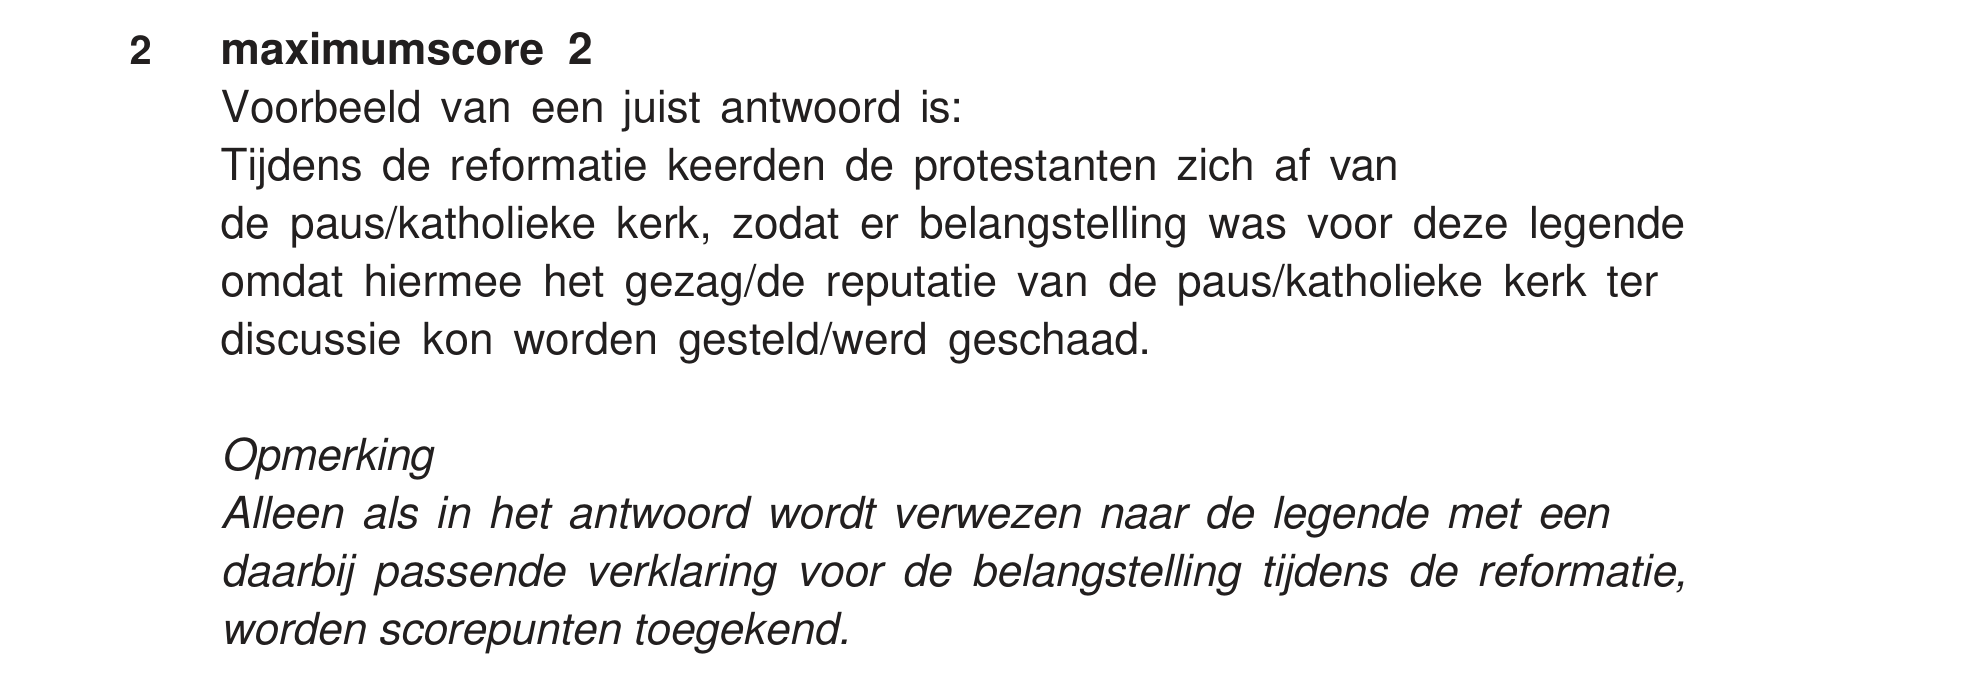 2 maximumscore 2
Voorbeeld van een juist antwoord is:
Tijdens de reformatie keerden de protestanten zich af van
de paus/katholieke kerk, zodat er belangstelling was voor deze legende
omdat hiermee het gezag/de reputatie van de paus/katholieke kerk ter
discussie kon worden gesteld/werd geschaad.
Opmerking
Alleen als in het antwoord wordt verwezen naar de legende met een
daarbij passende verklaring voor de belangstelling tijdens de reformatie,
worden scorepunten toegekend.